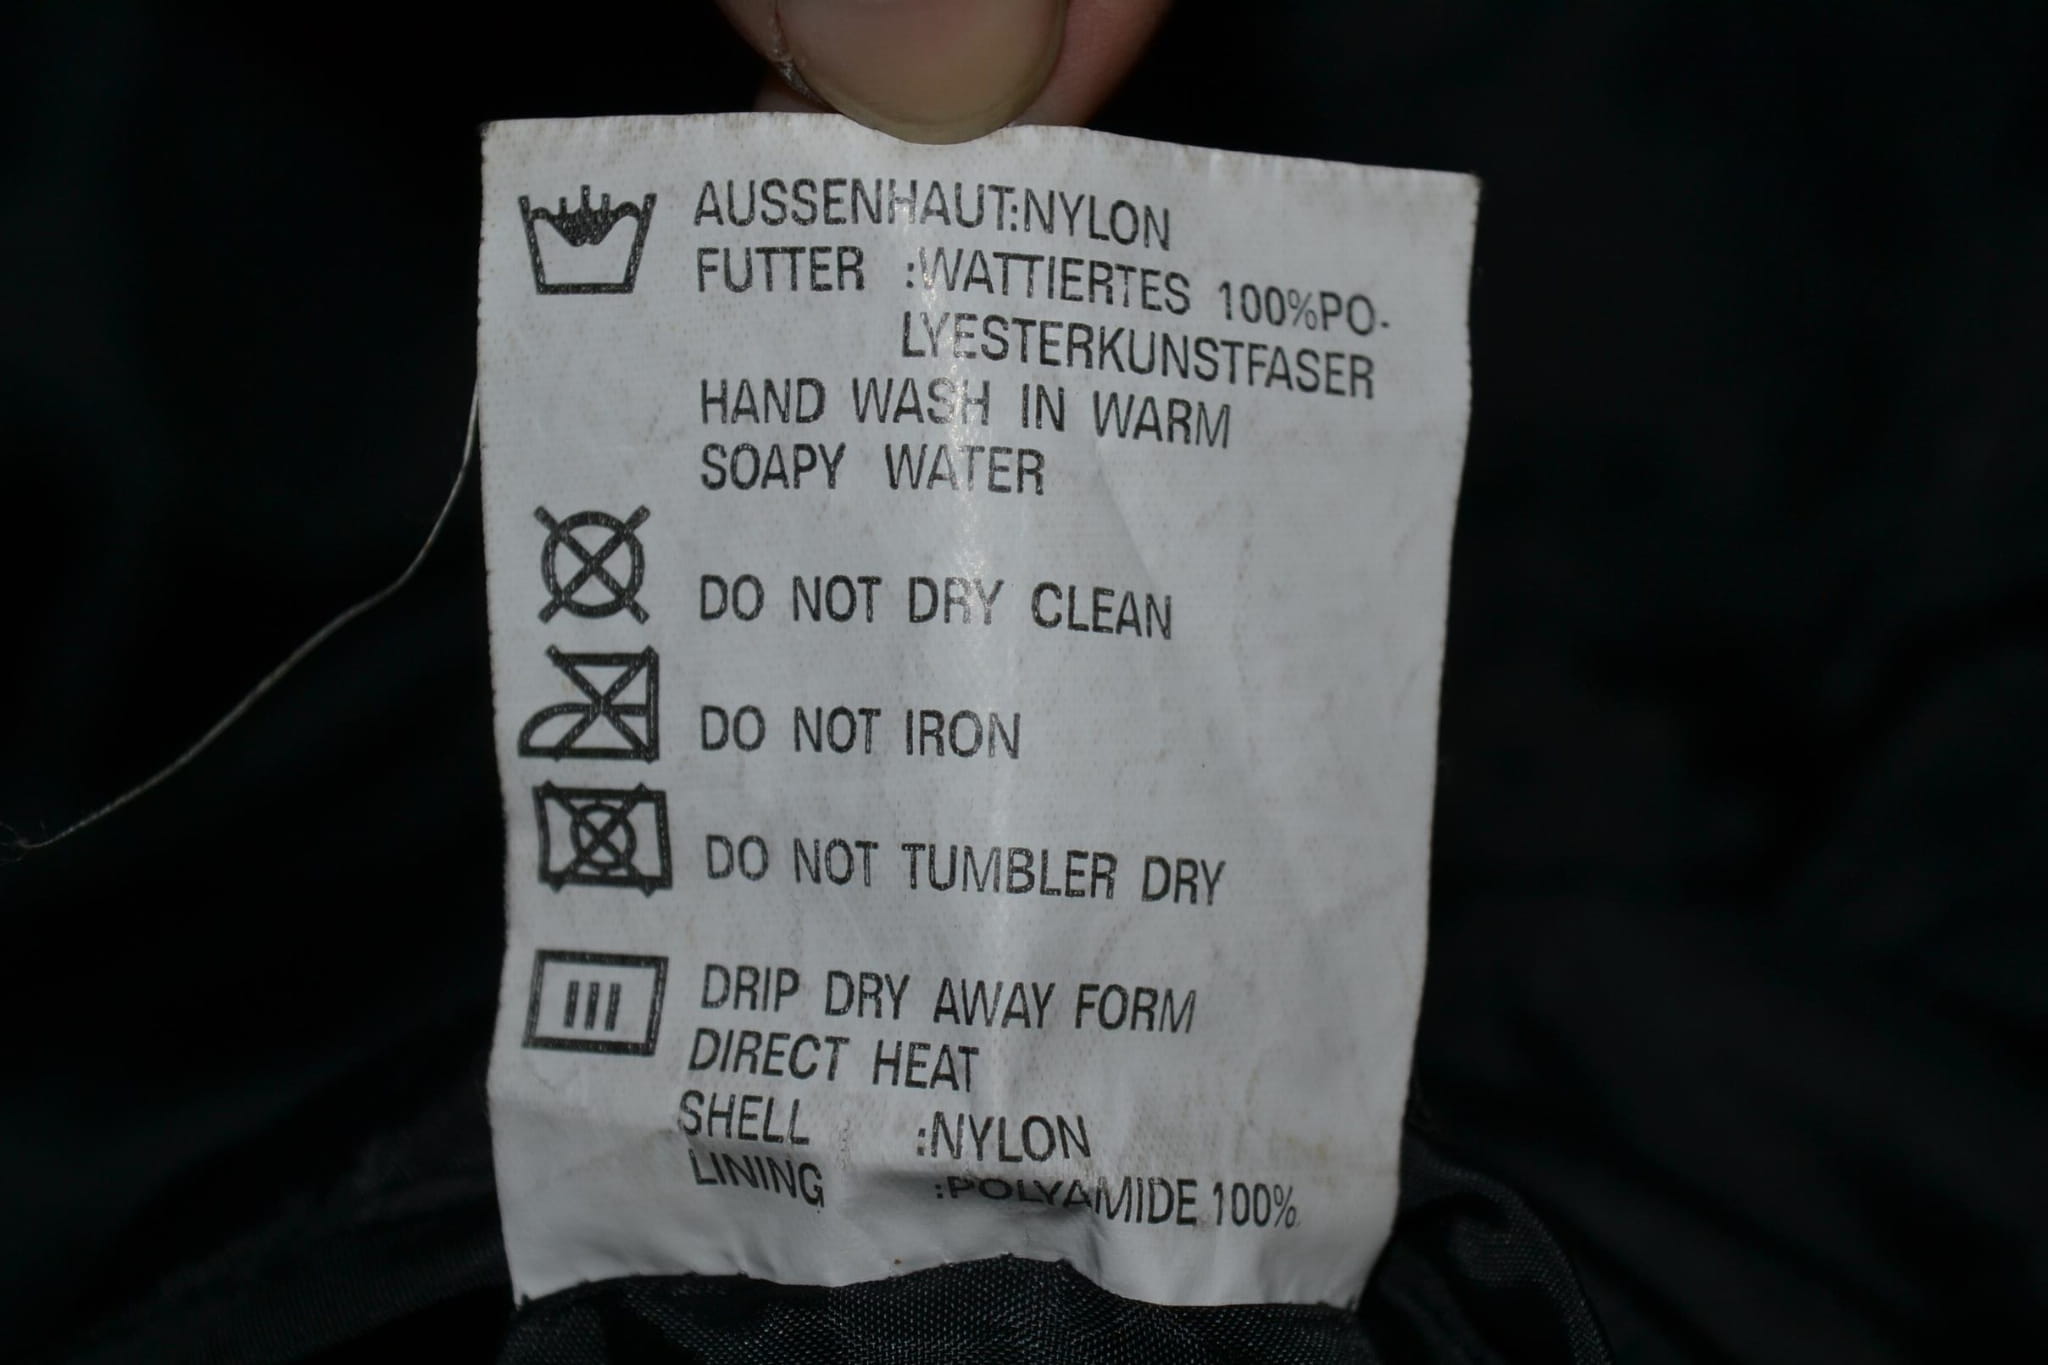 AUSSENHAUT:NYLON
FUTTER :WATTIERTES 100%PO-
LYESTERKUNSTFASER
HAND WASH IN WARM
SOAPY WATER
DO NOT DRY CLEAN
DO NOT IRON
DO NOT TUMBLER DRY
DRIP DRY AWAY FORM
DIRECT HEAT
SHELL :NYLON
LINING :POLYAMIDE 100%